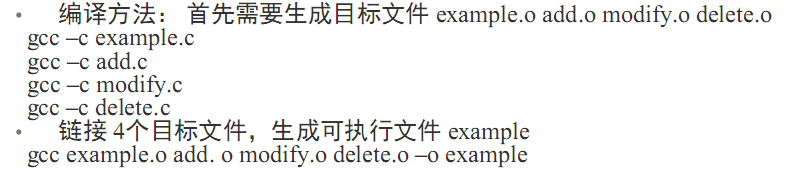 • 编译方法： 首先需要生成目标文件 example.o add.o modify.o delete.o
gcc –c example.c
gcc –c add.c
gcc –c modify.c
gcc –c delete.c
• 链接 4个目标文件，生成可执行文件 example
gcc example.o add. o modify.o delete.o –o example